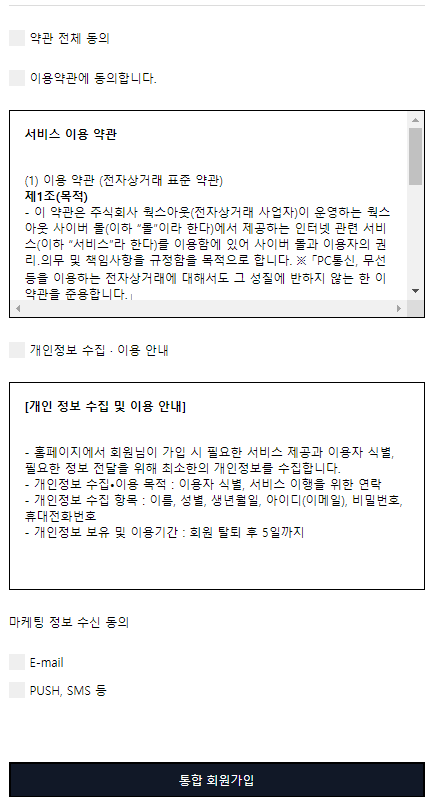 약관 전체 동의
이용약관에 동의합니다.
서비스 이용 약관
(1) 이용 약관 (전자상거래 표준 약관)
제1조(목적)
- 이 약관은 주식회사 웍스아웃(전자상거래 사업자)이 운영하는 웍스
아웃 사이버 몰(이하 “몰”이라 한다)에서 제공하는 인터넷 관련 서비
스(이하 “서비스”라 한다)를 이용함에 있어 사이버 몰과 이용자의 권
리.의무 및 책임사항을 규정함을 목적으로 합니다. ※「PC통신, 무선
등을 이용하는 전자상거래에 대해서도 그 성질에 반하지 않는 한 이
약관을 준용합니다.」
개인정보 수집 · 이용 안내
[개인 정보 수집 및 이용 안내]
- 홈페이지에서 회원님이 가입 시 필요한 서비스 제공과 이용자 식별,
필요한 정보 전달을 위해 최소한의 개인정보를 수집합니다.
- 개인정보 수집•이용 목적 : 이용자 식별, 서비스 이행을 위한 연락
- 개인정보 수집 항목 : 이름, 성별, 생년월일, 아이디(이메일), 비밀번호,
휴대전화번호
- 개인정보 보유 및 이용기간 : 회원 탈퇴 후 5일까지
마케팅 정보 수신 동의
E-mail
PUSH, SMS 등
통합 회원가입